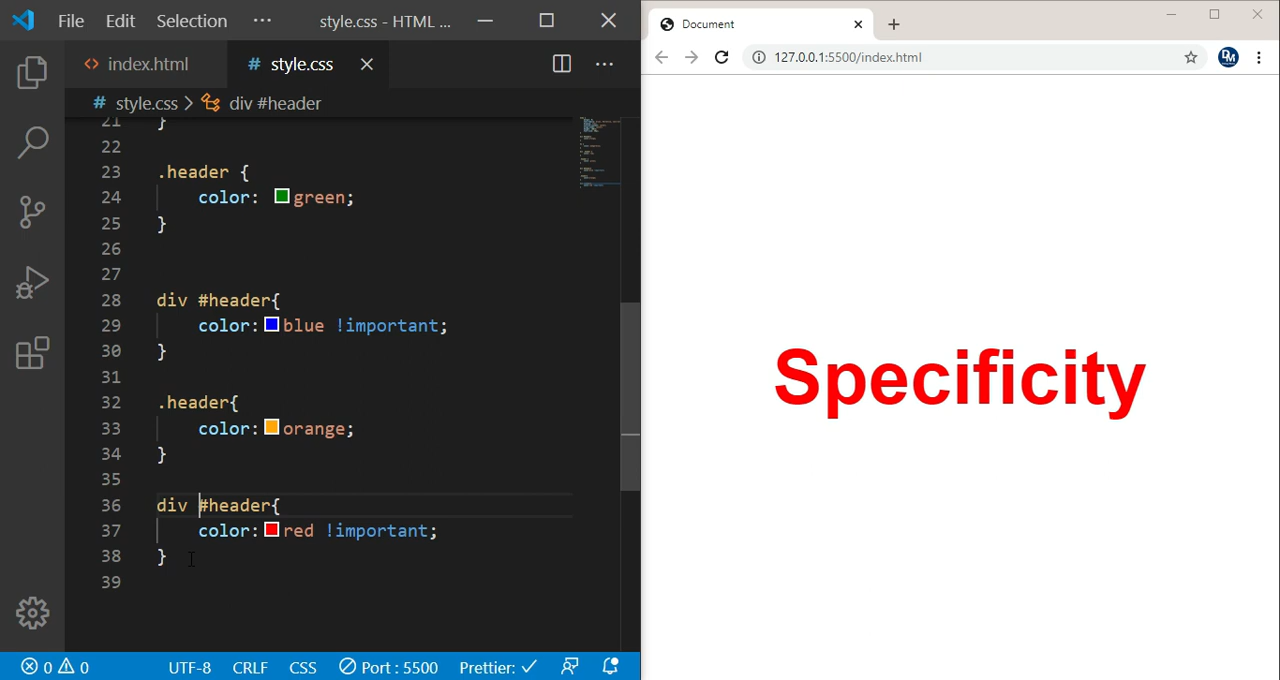 File Edit Selection ··· style.css - HTML ...
index.html # style.css
# style.css > div #header
21 }
22
23 .header {
24 color: green;
25 }
26
27
28 div #header{
29 color: blue !important;
30 }
31
32 .header{
33 color: orange;
34 }
35
36 div #header{
37 color: red !important;
38 }
39
0 0 UTF-8 CRLF CSS Port : 5500 Prettier: ✓
Document
127.0.0.1:5500/index.html
DM
Specificity